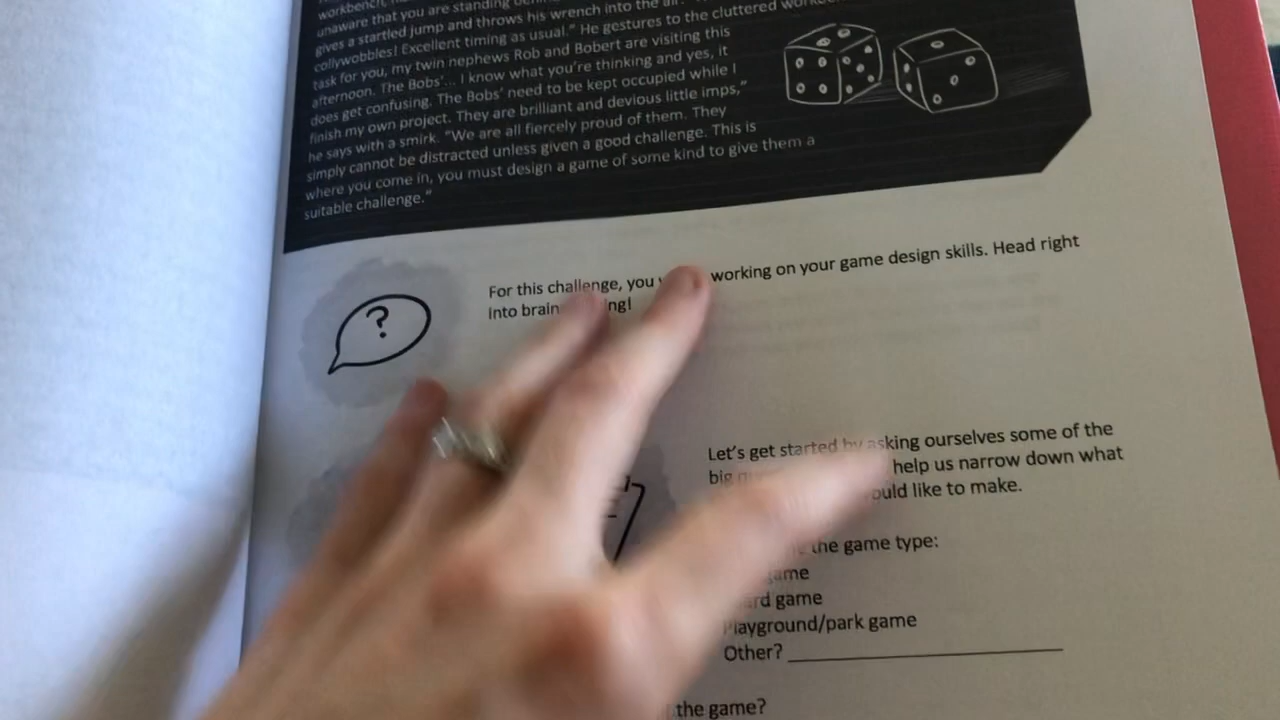 workbench,
unaware that you are standing
gives a startled jump and throws his wrench into the air.
collywobbles! Excellent timing as usual." He gestures to the cluttered
task for you, my twin nephews Rob and Bobert are visiting this
afternoon. The Bobs'... I know what you're thinking and yes, it
does get confusing. The Bobs' need to be kept occupied while I
finish my own project. They are brilliant and devious little imps,"
he says with a smirk. "We are all fiercely proud of them. They
simply cannot be distracted unless given a good challenge. This is
where you come in, you must design a game of some kind to give them a
suitable challenge."
For this challenge, you working on your game design skills. Head right
into brain ng!
Let's get started by asking ourselves some of the
big help us narrow down what
ould like to make.
the game type:
ame
rd game
Playground/park game
Other?
the game?